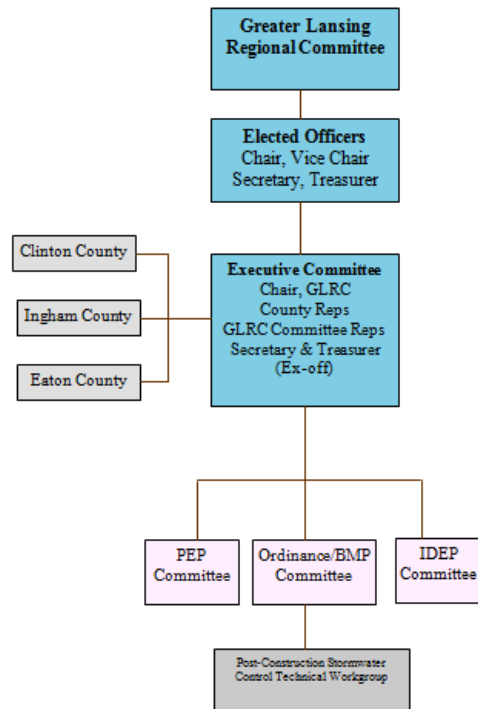 Greater Lansing
Regional Committee
Elected Officers
Chair, Vice Chair
Secretary, Treasurer
Clinton County
Ingham County
Eaton County
Executive Committee
Chair, GLRC
County Reps
GLRC Committee Reps
Secretary & Treasurer
(Ex-off)
PEP
Committee
Ordinance/BMP
Committee
IDEP
Committee
Post-Construction Stormwater
Control Technical Workgroup